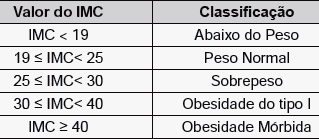 Valor do IMC Classificação
IMC < 19 Abaixo do Peso
19 ≤ IMC< 25 Peso Normal
25 ≤ IMC< 30 Sobrepeso
30 ≤ IMC< 40 Obesidade do tipo I
IMC ≥ 40 Obesidade Mórbida